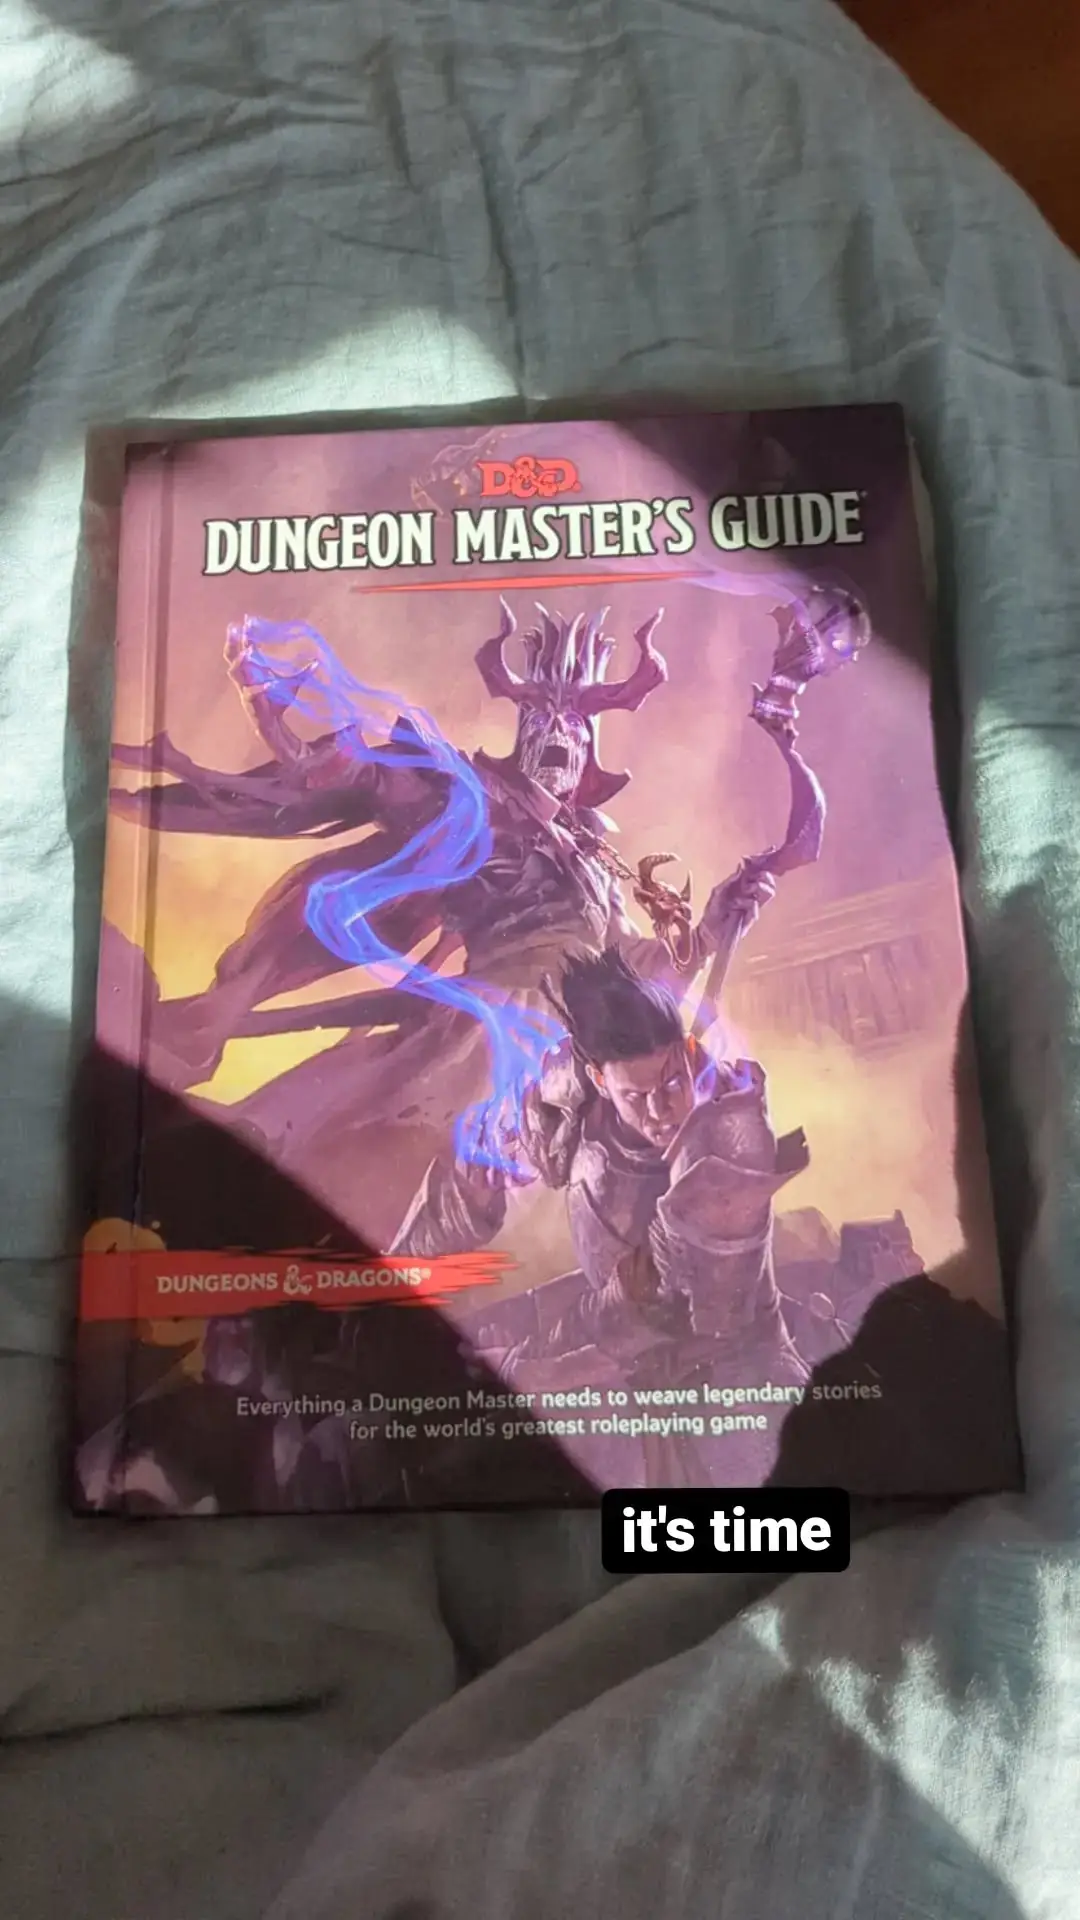 D&D
DUNGEON MASTER'S GUIDE®
DUNGEONS & DRAGONS®
Everything a Dungeon Master needs to weave legendary stories
for the world's greatest roleplaying game
it's time